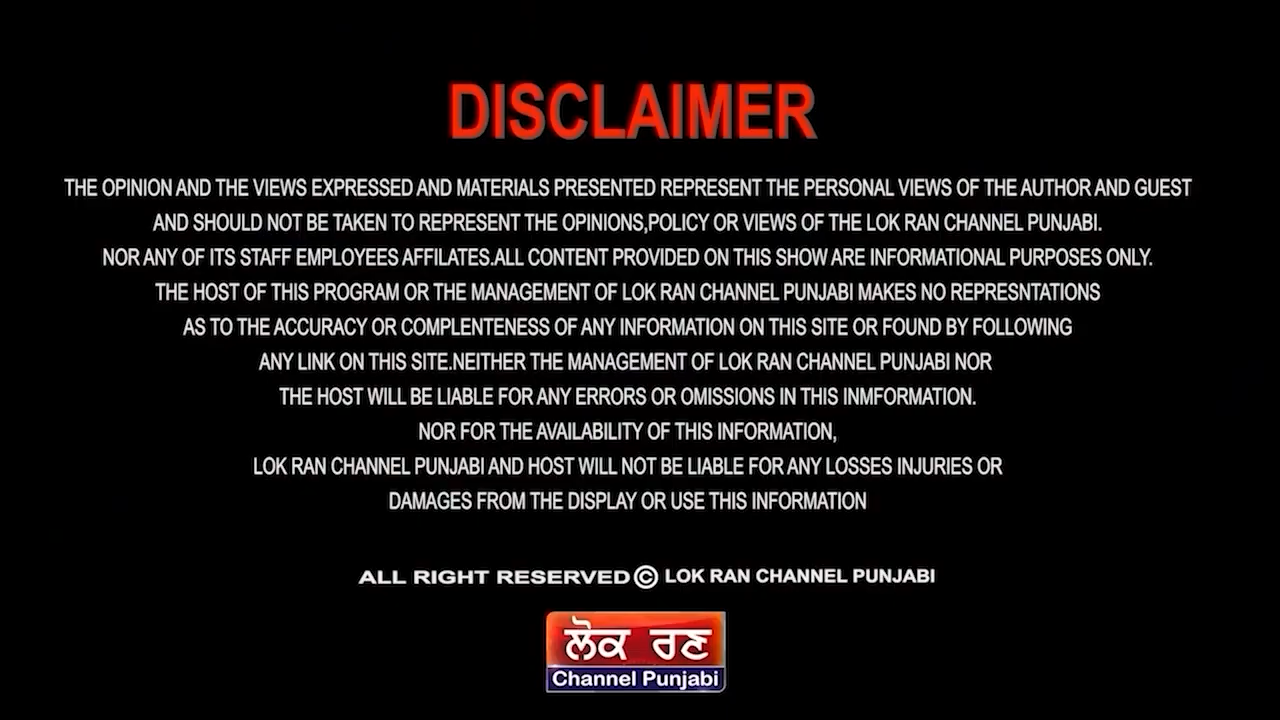 DISCLAIMER
THE OPINION AND THE VIEWS EXPRESSED AND MATERIALS PRESENTED REPRESENT THE PERSONAL VIEWS OF THE AUTHOR AND GUEST
AND SHOULD NOT BE TAKEN TO REPRESENT THE OPINIONS,POLICY OR VIEWS OF THE LOK RAN CHANNEL PUNJABI.
NOR ANY OF ITS STAFF EMPLOYEES AFFILATES.ALL CONTENT PROVIDED ON THIS SHOW ARE INFORMATIONAL PURPOSES ONLY.
THE HOST OF THIS PROGRAM OR THE MANAGEMENT OF LOK RAN CHANNEL PUNJABI MAKES NO REPRESNTATIONS
AS TO THE ACCURACY OR COMPLENTENESS OF ANY INFORMATION ON THIS SITE OR FOUND BY FOLLOWING
ANY LINK ON THIS SITE.NEITHER THE MANAGEMENT OF LOK RAN CHANNEL PUNJABI NOR
THE HOST WILL BE LIABLE FOR ANY ERRORS OR OMISSIONS IN THIS INMFORMATION.
NOR FOR THE AVAILABILITY OF THIS INFORMATION,
LOK RAN CHANNEL PUNJABI AND HOST WILL NOT BE LIABLE FOR ANY LOSSES INJURIES OR
DAMAGES FROM THE DISPLAY OR USE THIS INFORMATION
ALL RIGHT RESERVED © LOK RAN CHANNEL PUNJABI
ਲੋਕ ਰਣ
Channel Punjabi